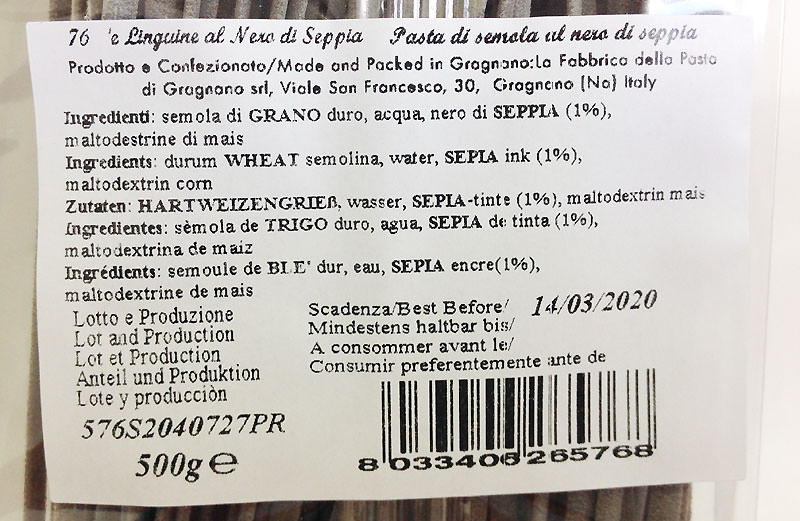 76 'e Linguine al Nero di Seppia Pasta di semola al nero di seppia
Prodotto e Confezionato/Made and Packed in Gragnano:La Fabbrica della Pasta
di Gragnano srl, Viale San Francesco, 30, Gragnano (Na) Italy
Ingredienti: semola di GRANO duro, acqua, nero di SEPPIA (1%),
maltodestrine di mais
Ingredients: durum WHEAT semolina, water, SEPIA ink (1%),
maltodextrin corn
Zutaten: HARTWEIZENGRIEß, wasser, SEPIA-tinte (1%), maltodextrin mais
Ingredientes: sèmola de TRIGO duro, agua, SEPIA de tinta (1%),
maltodextrina de maiz
Ingrédients: semoule de BLE' dur, eau, SEPIA encre(1%),
maltodextrine de mais
Lotto e Produzione
Lot and Production
Lot et Production
Anteil und Produktion
Lote y producciòn
576S2040727PR
500g e
Scadenza/Best Before/ 14/03/2020
Mindestens haltbar bis/
A consommer avant le/
Consumir preferentemente ante de
8 033406 265768